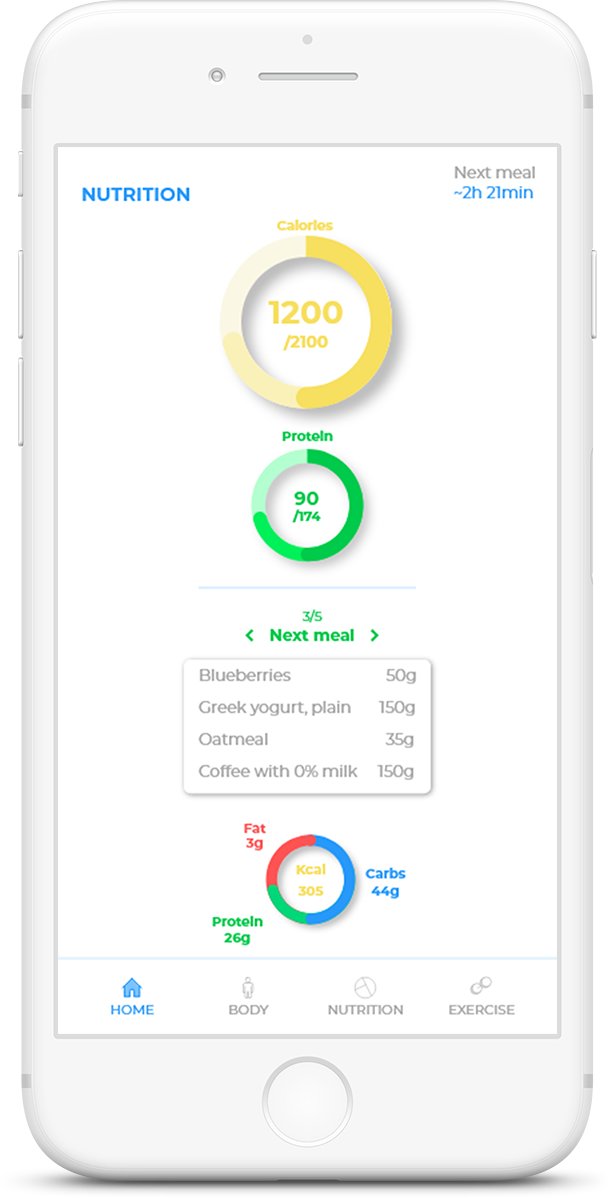 NUTRITION
Next meal
~2h 21min
Calories
1200
/2100
Protein
90
/174
3/5
< Next meal >
Blueberries 50g
Greek yogurt, plain 150g
Oatmeal 35g
Coffee with 0% milk 150g
Fat
3g
Kcal
305
Carbs
44g
Protein
26g
HOME BODY NUTRITION EXERCISE